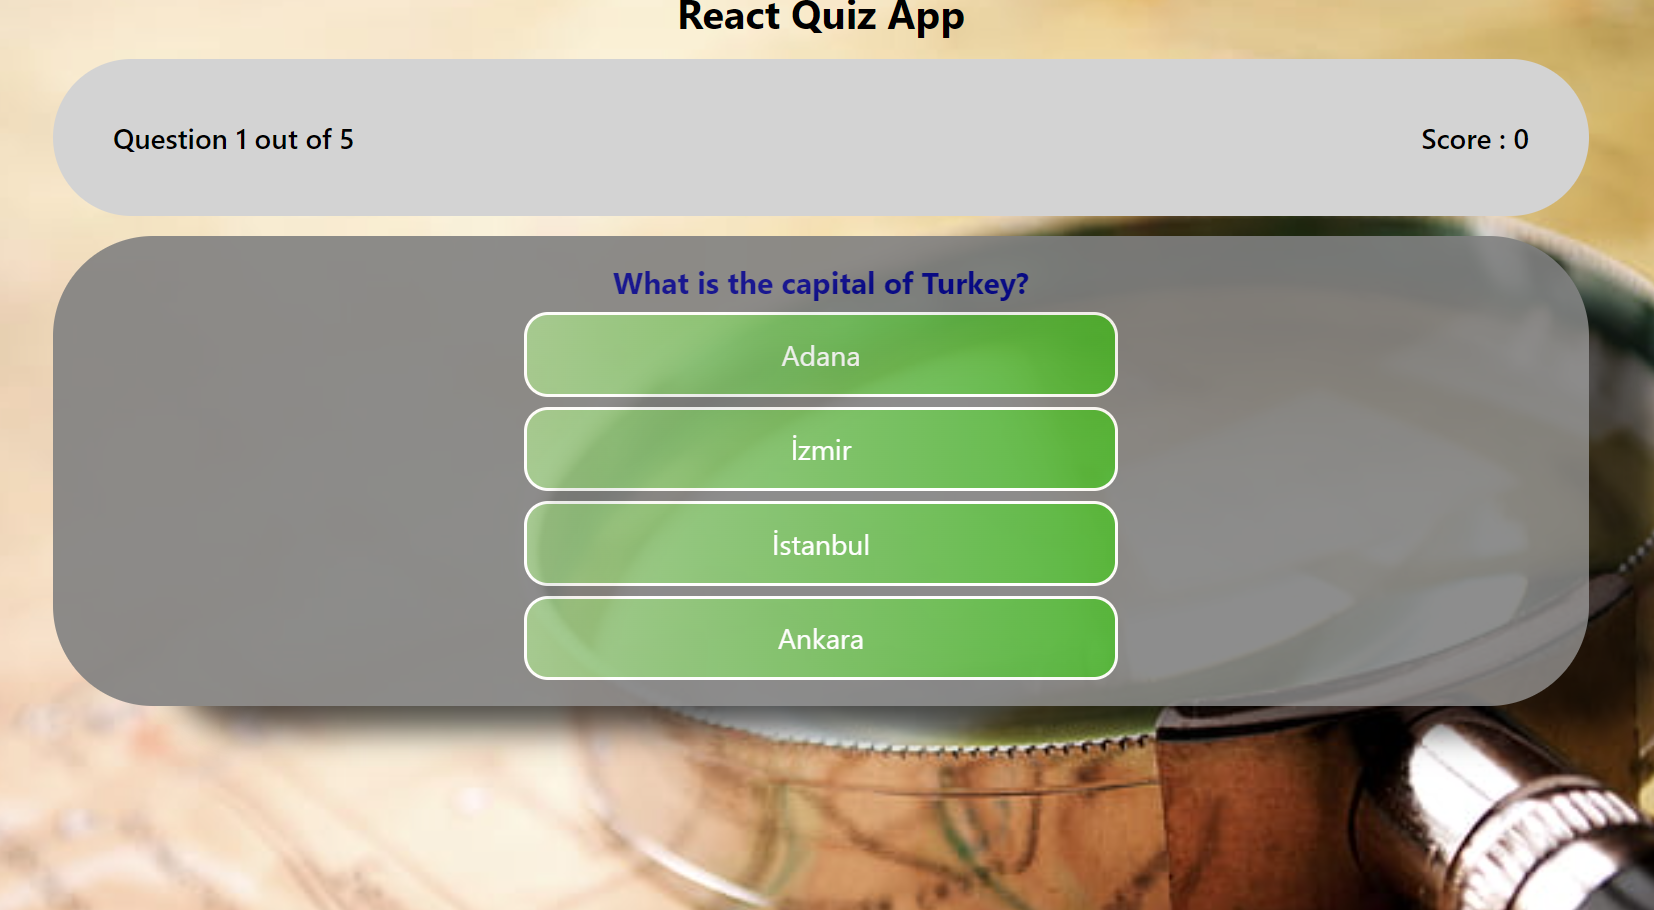 React Quiz App
Question 1 out of 5
Score : 0
What is the capital of Turkey?
Adana
İzmir
İstanbul
Ankara